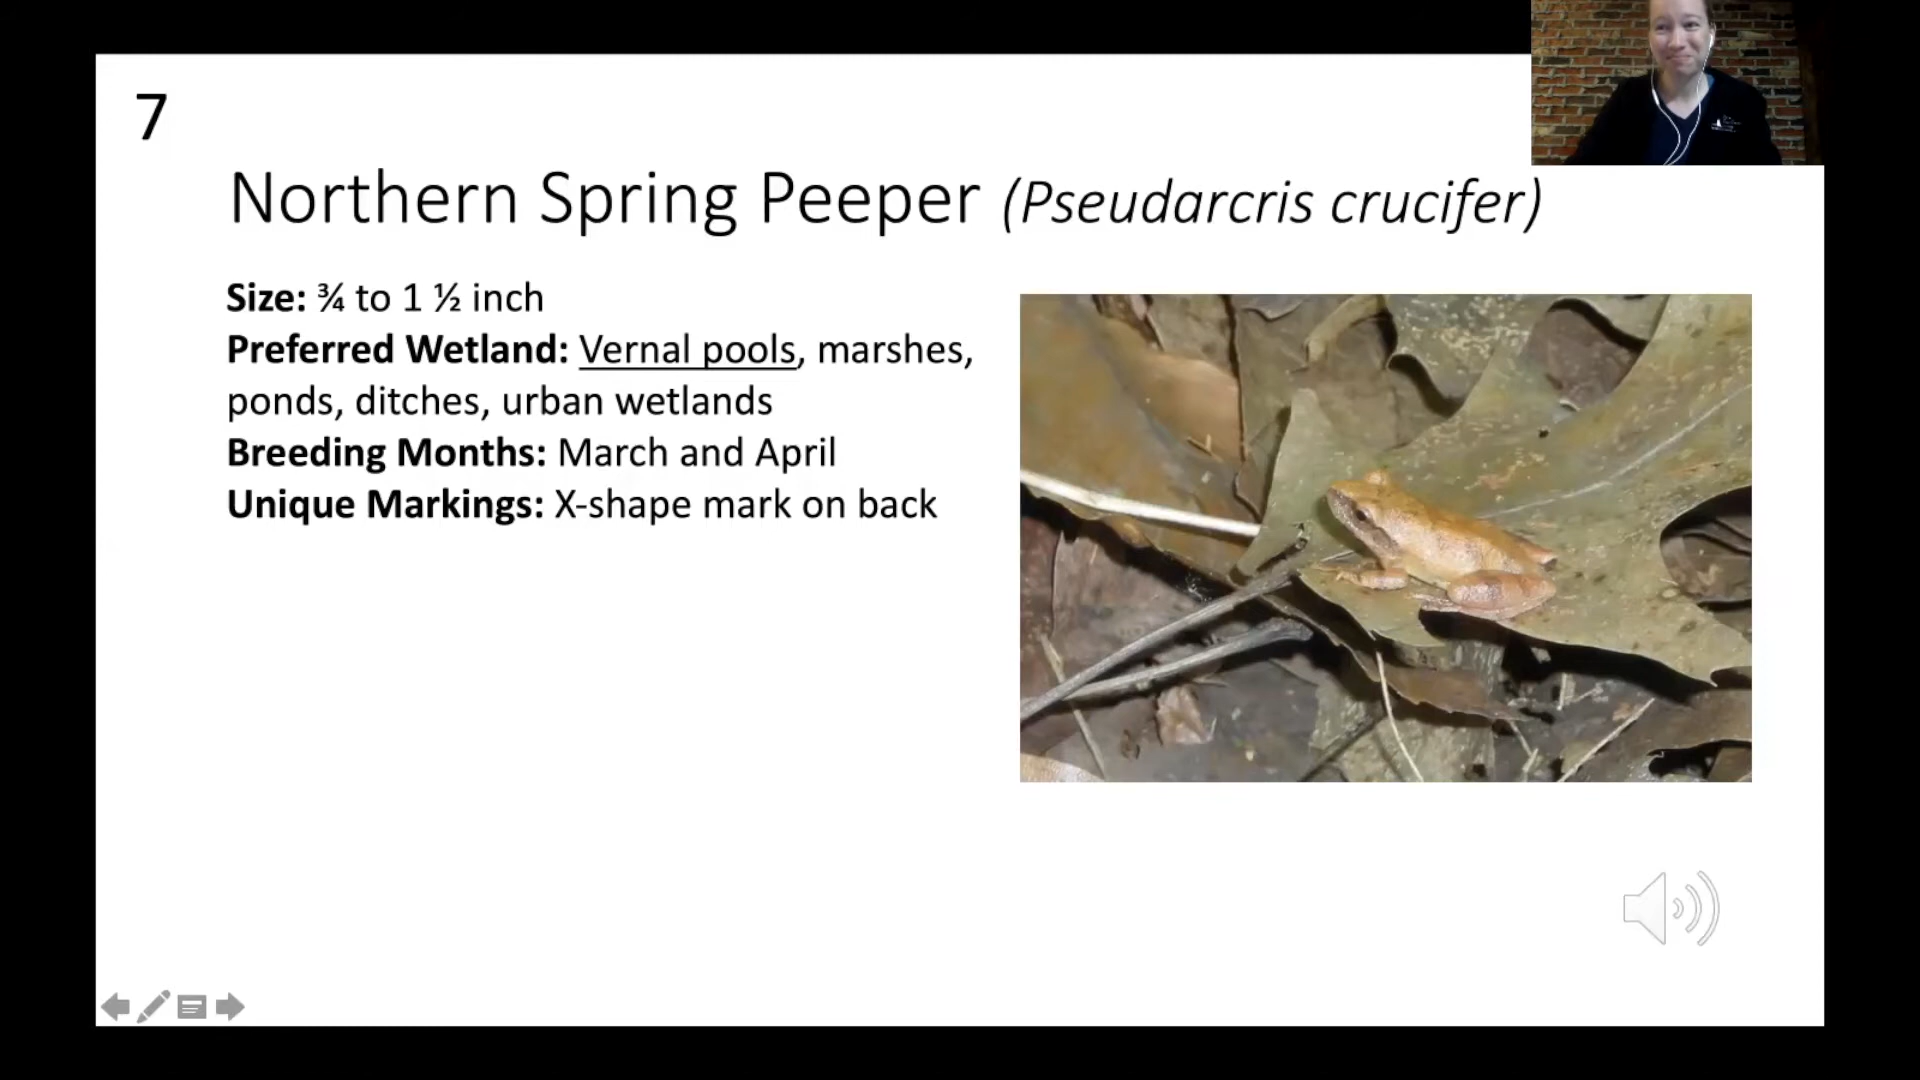 7
Northern Spring Peeper (Pseudarcris crucifer)
Size: ¾ to 1 ½ inch
Preferred Wetland: Vernal pools, marshes,
ponds, ditches, urban wetlands
Breeding Months: March and April
Unique Markings: X-shape mark on back